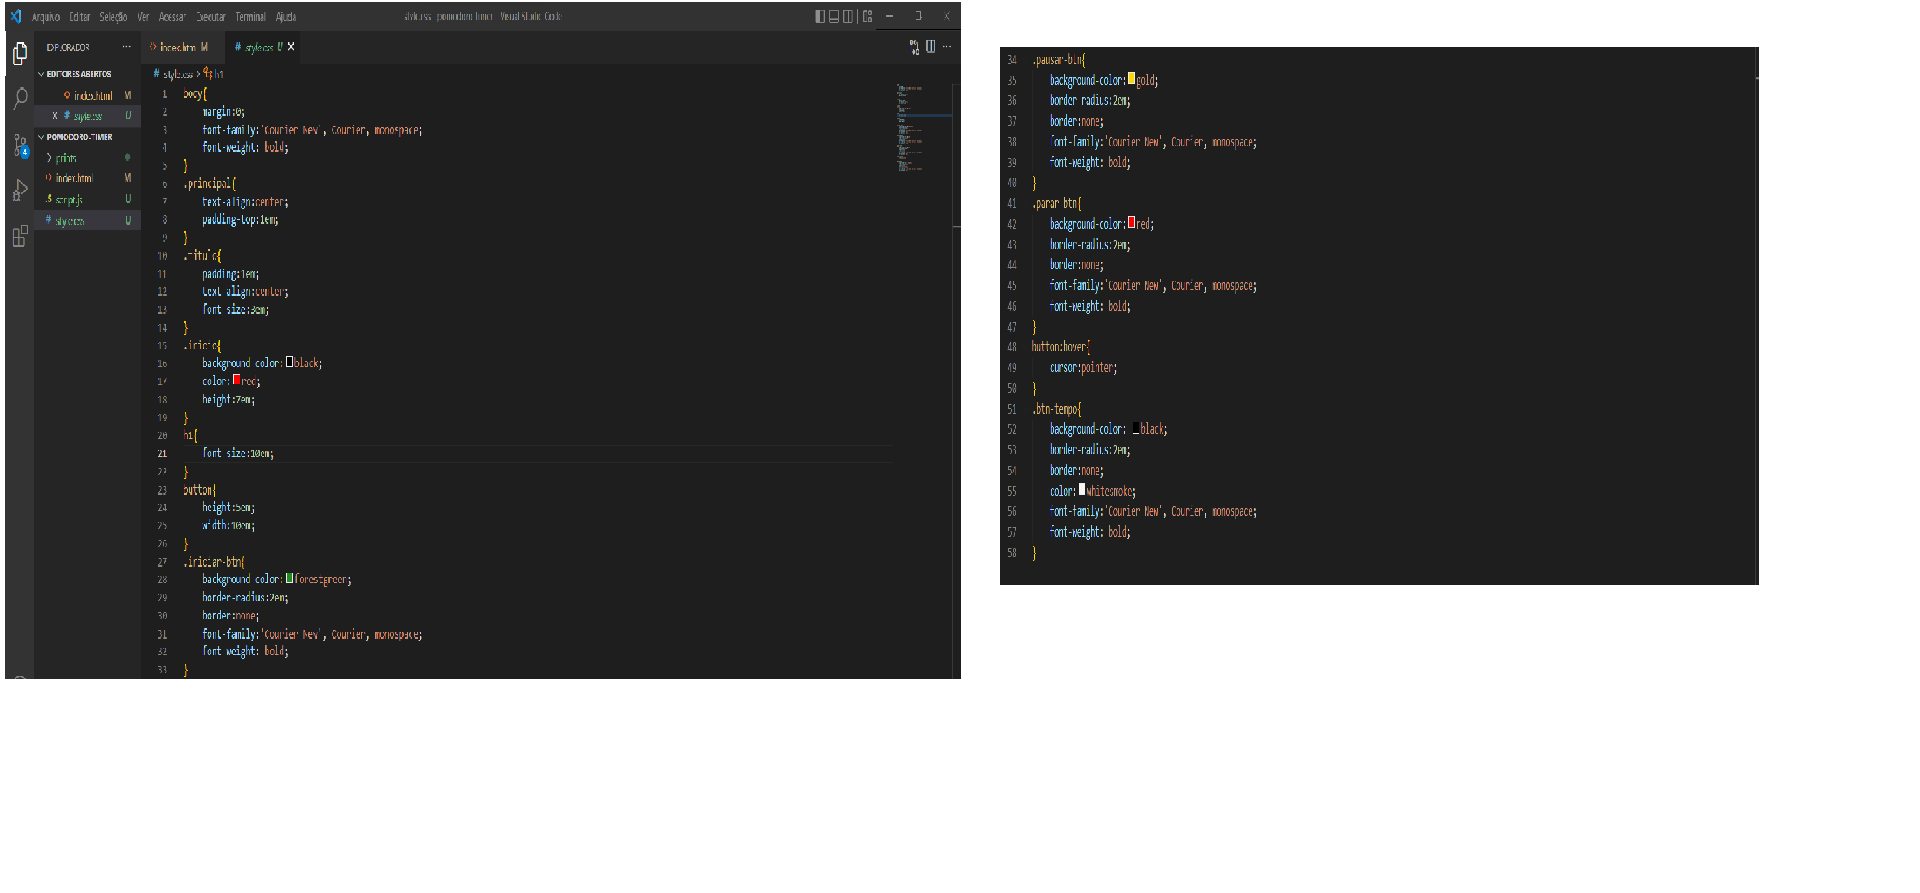 Arquivo Editar Seleção Ver Acessar Executar Terminal Ajuda
style.css - pomodoro-timer - Visual Studio Code
EXPLORADOR ...
EDITORES ABERTOS
index.html M
X # style.css U
POMODORO-TIMER
prints
index.html M
script.js U
# style.css U
4
index.html M
# style.css U X
# style.css > h1
1 body{
2 margin:0;
3 font-family:'Courier New', Courier, monospace;
4 font-weight: bold;
5 }
6 .principal{
7 text-align:center;
8 padding-top:1em;
9 }
10 .titulo{
11 padding:1em;
12 text-align:center;
13 font-size:3em;
14 }
15 .inicio{
16 background-color: black;
17 color: red;
18 height:7em;
19 }
20 h1{
21 font-size:10em;
22 }
23 button{
24 height:5em;
25 width:10em;
26 }
27 .iniciar-btn{
28 background-color: forestgreen;
29 border-radius:2em;
30 border:none;
31 font-family:'Courier New', Courier, monospace;
32 font-weight: bold;
33 }
34 .pausar-btn{
35 background-color: gold;
36 border-radius:2em;
37 border:none;
38 font-family:'Courier New', Courier, monospace;
39 font-weight: bold;
40 }
41 .parar-btn{
42 background-color: red;
43 border-radius:2em;
44 border:none;
45 font-family:'Courier New', Courier, monospace;
46 font-weight: bold;
47 }
48 button:hover{
49 cursor:pointer;
50 }
51 .btn-tempo{
52 background-color: black;
53 border-radius:2em;
54 border:none;
55 color: whitesmoke;
56 font-family:'Courier New', Courier, monospace;
57 font-weight: bold;
58 }